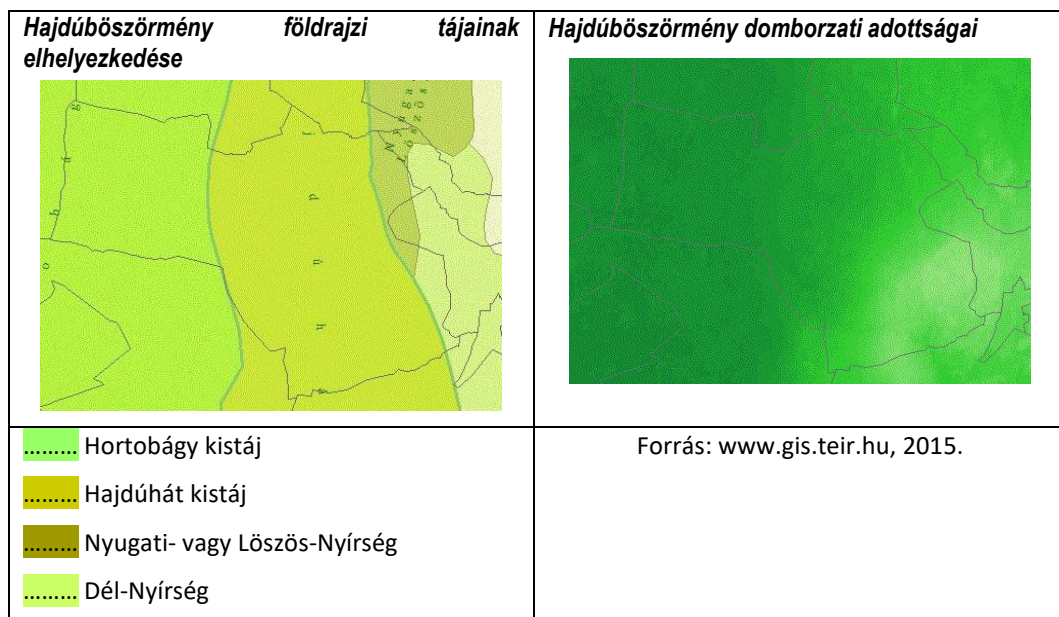 Hajdúböszörmény földrajzi tájainak
elhelyezkedése
Hajdúböszörmény domborzati adottságai
g
á
b
o
j
d
ú
h
á
........ Hortobágy kistáj
......... Hajdúhát kistáj
......... Nyugati- vagy Löszös-Nyírség
......... Dél-Nyírség
Forrás: www.gis.teir.hu, 2015.